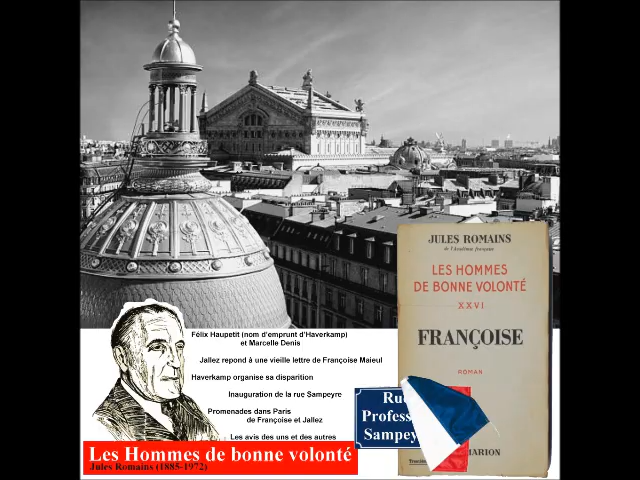 JULES ROMAINS
de l'Académie française
LES HOMMES
DE BONNE VOLONTÉ
XXVI
FRANÇOISE
ROMAN
Félix Haupetit (nom d'emprunt d'Haverkamp)
et Marcelle Denis
Jallez repond à une vieille lettre de Françoise Maieul
Haverkamp organise sa disparition
Inauguration de la rue Sampeyre
Promenades dans Paris
de Françoise et Jallez
Les avis des uns et des autres
Rue
Profess
Sampey
MARION
Les Hommes de bonne volonté
Jules Romains (1885-1972)